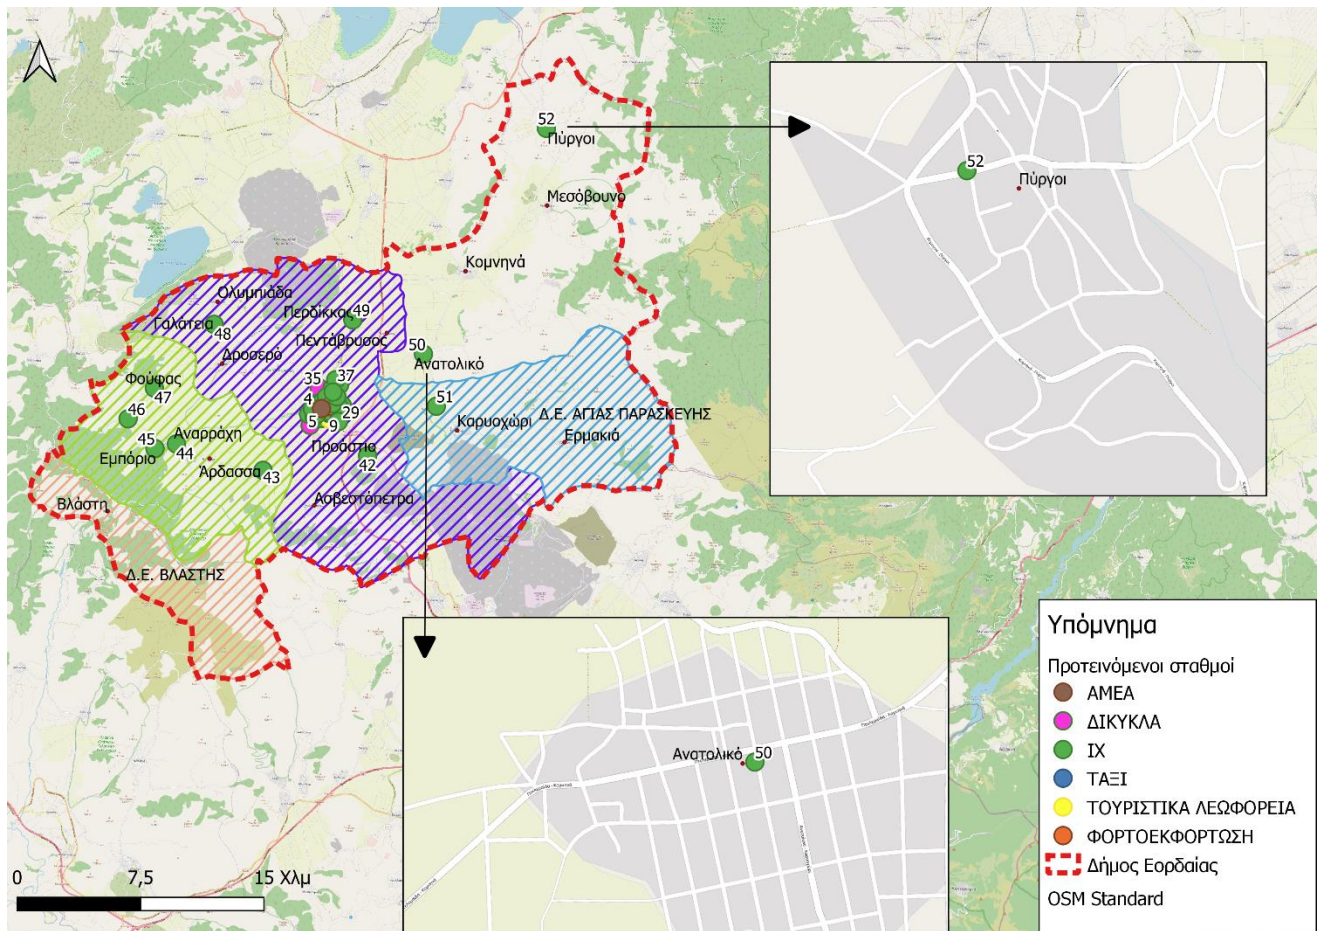 52
Πύργοι
Μεσόβουνο
Κομνηνά
Ολυμπιάδα
Περδίκκας
49
Γαλάτεια
48
Πεντάβρυσος
Δροσερό
50
Ανατολικό
Φούφας
47
35
37
4
29
5
9
46
51
Καρυοχώρι
Δ.Ε. ΑΓΙΑΣ ΠΑΡΑΣΚΕΥΗΣ
Ερμακιά
45
Αναρράχη
44
Εμπόριο
Προάστιο
42
Άρδασσα
43
Βλάστη
Ασβεστόπετρα
Δ.Ε. ΒΛΑΣΤΗΣ
52
Πύργοι
Ανατολικό
50
0
7,5
15 Χλμ
Υπόμνημα
Προτεινόμενοι σταθμοί
ΑΜΕΑ
ΔΙΚΥΚΛΑ
ΙΧ
ΤΑΞΙ
ΤΟΥΡΙΣΤΙΚΑ ΛΕΩΦΟΡΕΙΑ
ΦΟΡΤΟΕΚΦΟΡΤΩΣΗ
Δήμος Εορδαίας
OSM Standard